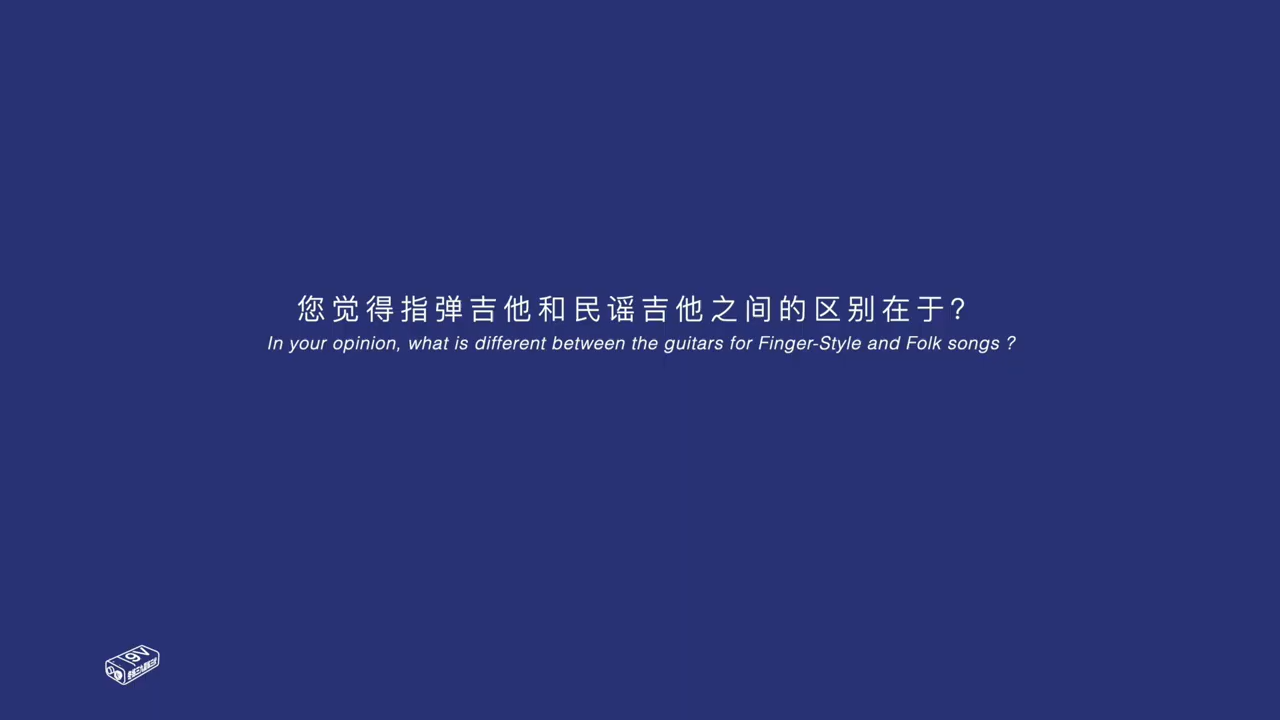 您觉得指弹吉他和民谣吉他之间的区别在于?
In your opinion, what is different between the guitars for Finger-Style and Folk songs ?
9V